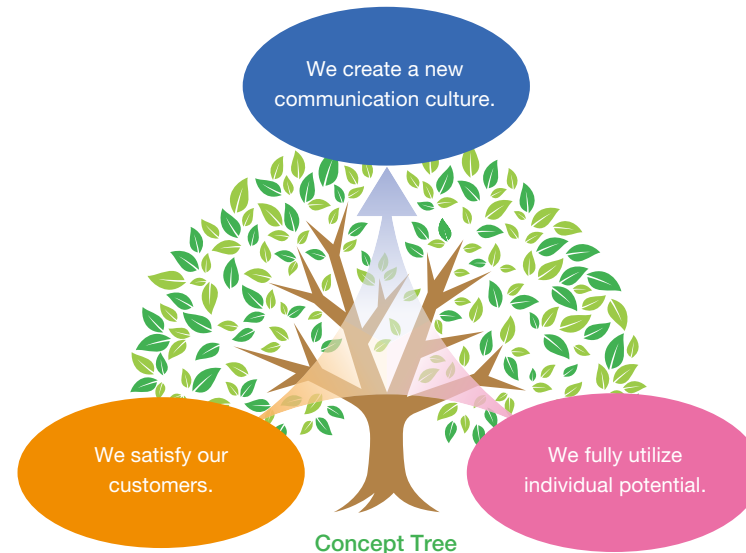 We create a new
communication culture.
We satisfy our
customers.
We fully utilize
individual potential.
Concept Tree